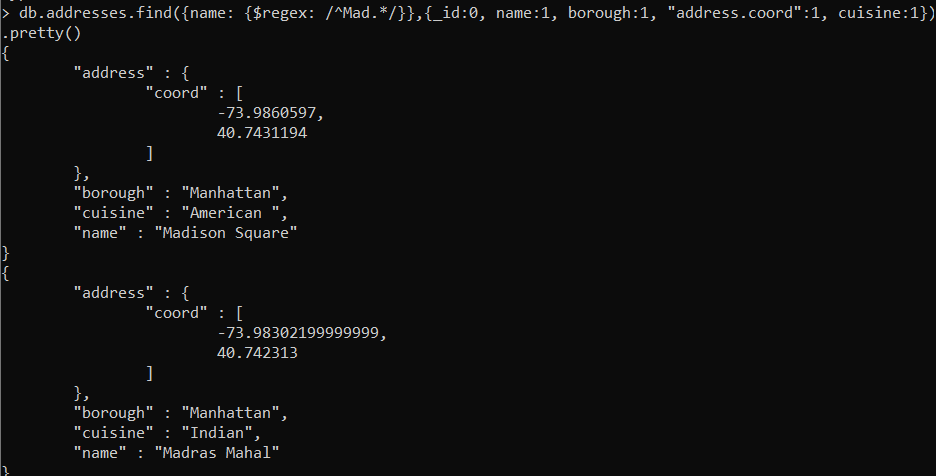 > db.addresses.find({name: {$regex: /^Mad.*/}},{_id:0, name:1, borough:1, "address.coord":1, cuisine:1})
.pretty()
{
        "address" : {
                "coord" : [
                        -73.9860597,
                        40.7431194
                ]
        },
        "borough" : "Manhattan",
        "cuisine" : "American ",
        "name" : "Madison Square"
}
{
        "address" : {
                "coord" : [
                        -73.98302199999999,
                        40.742313
                ]
        },
        "borough" : "Manhattan",
        "cuisine" : "Indian",
        "name" : "Madras Mahal"
}